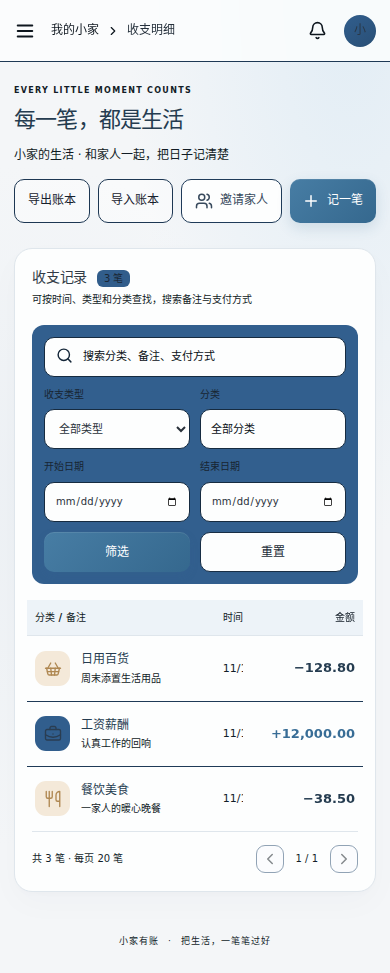 我的小家 收支明细 小
EVERY LITTLE MOMENT COUNTS
每一笔，都是生活
小家的生活 · 和家人一起，把日子记清楚
导出账本 导入账本 邀请家人 记一笔
收支记录 3 笔
可按时间、类型和分类查找，搜索备注与支付方式
搜索分类、备注、支付方式
收支类型 分类
全部类型 全部分类
开始日期 结束日期
mm/dd/yyyy mm/dd/yyyy
筛选 重置
分类 / 备注 时间 金额
日用百货
周末添置生活用品
11/ −128.80
工资薪酬
认真工作的回响
11/ +12,000.00
餐饮美食
一家人的暖心晚餐
11/ −38.50
共 3 笔 · 每页 20 笔 1 / 1
小家有账 · 把生活，一笔笔过好